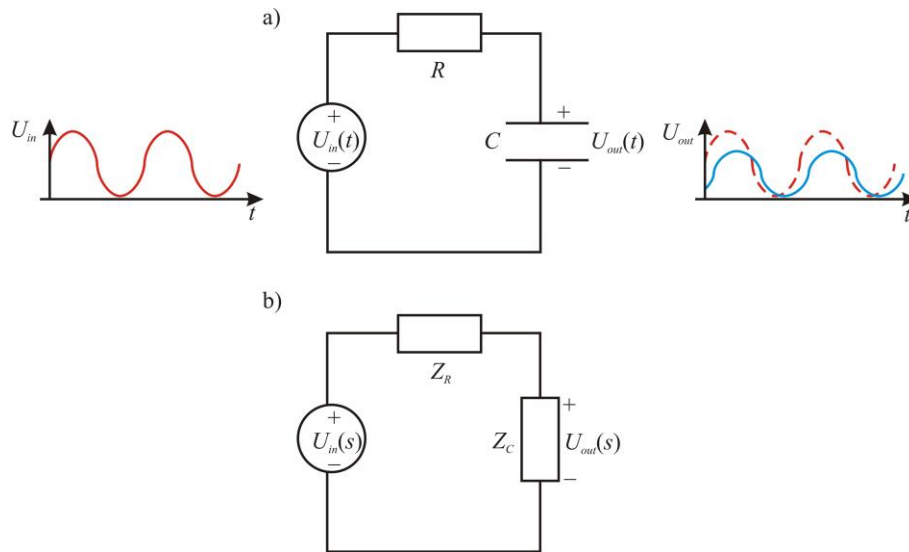 a)
R
U_in
U_in(t)
C
U_out(t)
U_out
+
−
+
−
t
t
b)
Z_R
U_in(s)
Z_C
U_out(s)
+
−
+
−